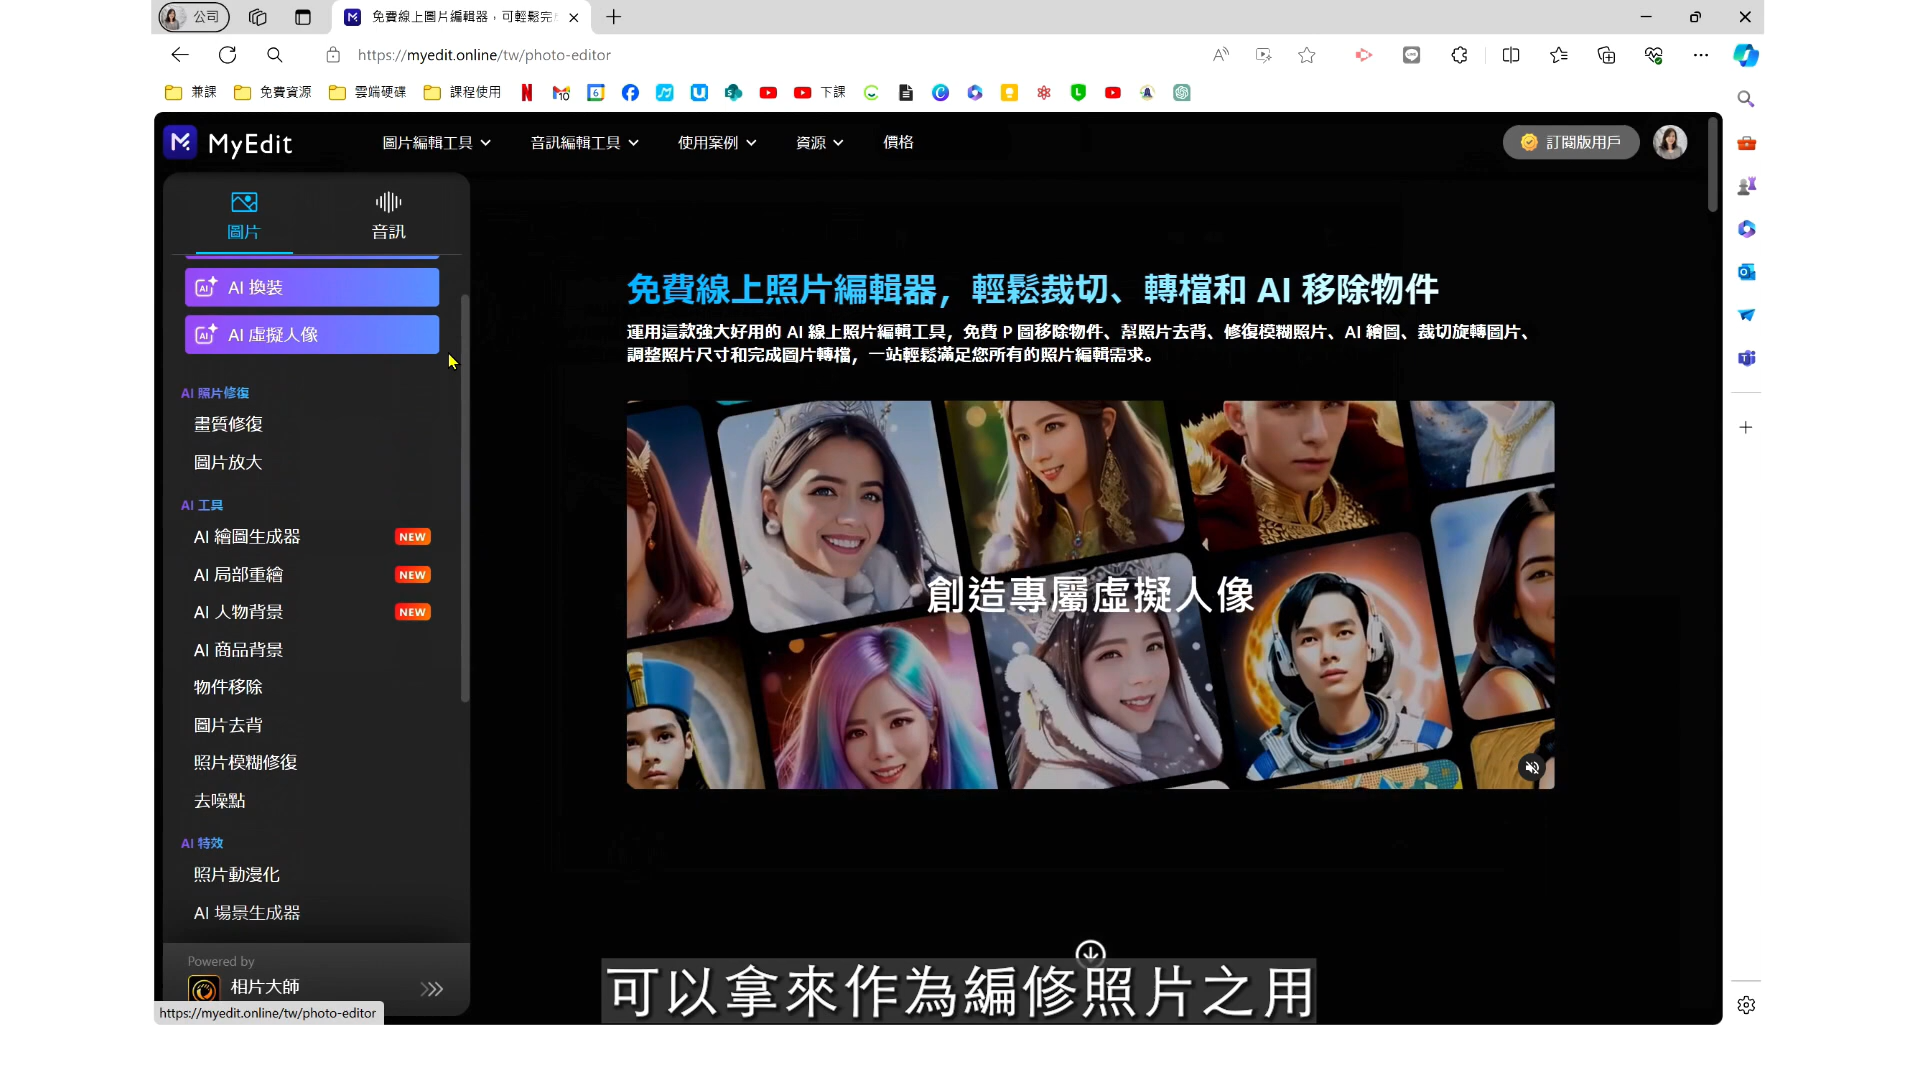 公司
免費線上圖片編輯器，可輕鬆完
https://myedit.online/tw/photo-editor
兼課 免費資源 雲端硬碟 課程使用 下課
MyEdit
圖片編輯工具 音訊編輯工具 使用案例 資源 價格
訂閱版用戶
圖片 音訊
AI 換裝
AI 虛擬人像
AI 照片修復
畫質修復
圖片放大
AI 工具
AI 繪圖生成器 NEW
AI 局部重繪 NEW
AI 人物背景 NEW
AI 商品背景
物件移除
圖片去背
照片模糊修復
去噪點
AI 特效
照片動漫化
AI 場景生成器
Powered by
相片大師
https://myedit.online/tw/photo-editor
免費線上照片編輯器，輕鬆裁切、轉檔和 AI 移除物件
運用這款強大好用的 AI 線上照片編輯工具，免費 P 圖移除物件、幫照片去背、修復模糊照片、AI 繪圖、裁切旋轉圖片、
調整照片尺寸和完成圖片轉檔，一站輕鬆滿足您所有的照片編輯需求。
創造專屬虛擬人像
可以拿來作為編修照片之用